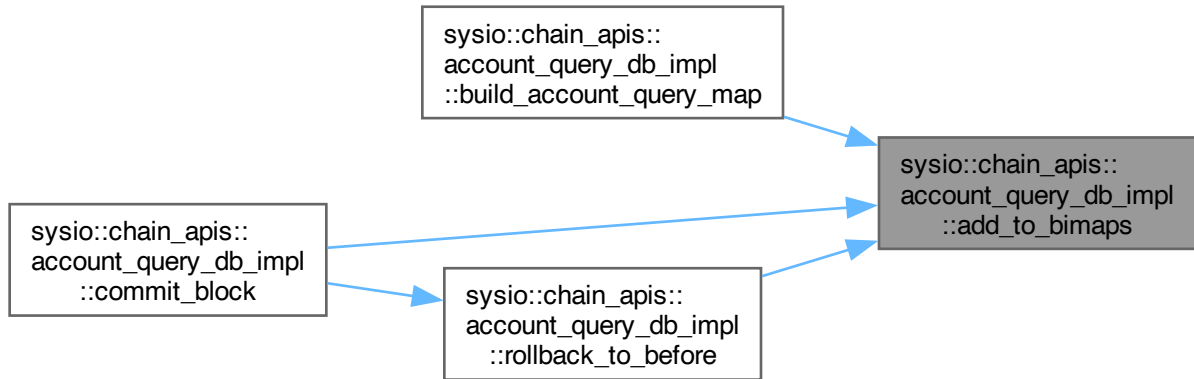 sysio::chain_apis::
account_query_db_impl
::build_account_query_map
sysio::chain_apis::
account_query_db_impl
::add_to_bimaps
sysio::chain_apis::
account_query_db_impl
::commit_block
sysio::chain_apis::
account_query_db_impl
::rollback_to_before